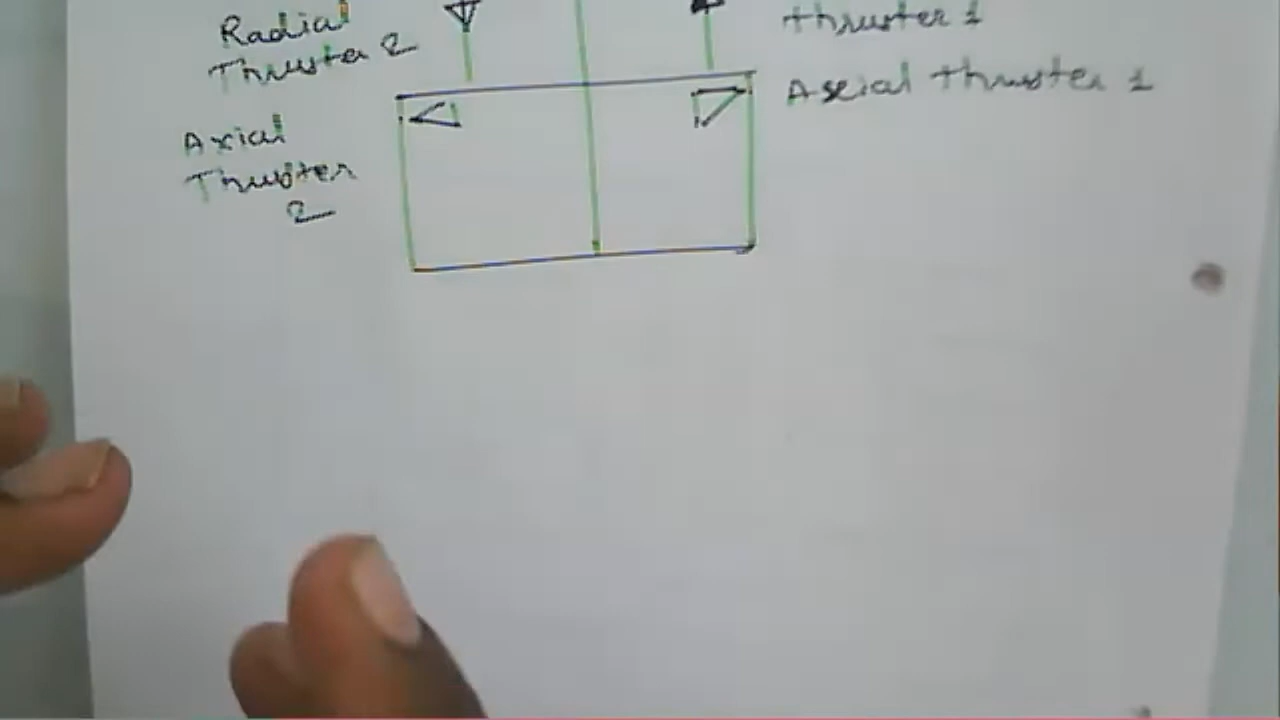 Radial
Thruster 2
thruster 1
Axial thruster 1
Axial
Thruster
2